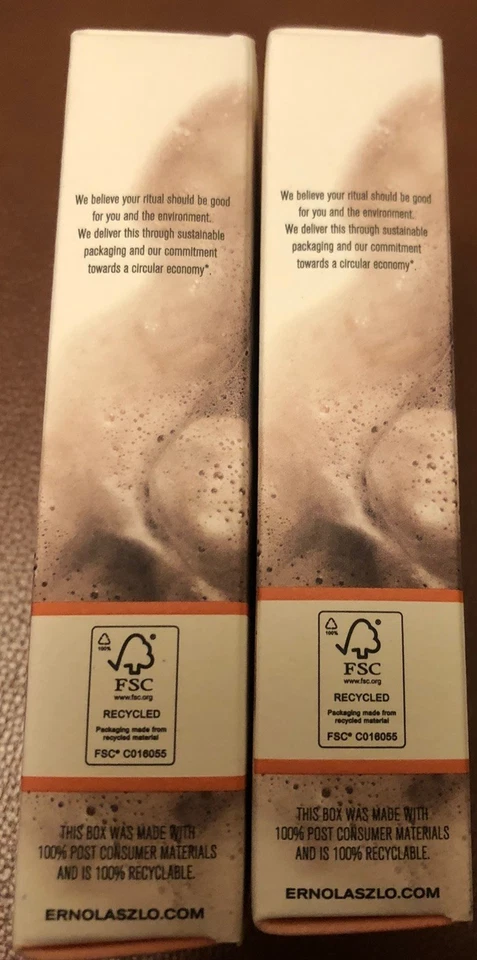 We believe your ritual should be good
for you and the environment.
We deliver this through sustainable
packaging and our commitment
towards a circular economy*.
100%
FSC
www.fsc.org
RECYCLED
Packaging made from
recycled material
FSC® C016055
THIS BOX WAS MADE WITH
100% POST CONSUMER MATERIALS
AND IS 100% RECYCLABLE.
ERNOLASZLO.COM
We believe your ritual should be good
for you and the environment.
We deliver this through sustainable
packaging and our commitment
towards a circular economy*.
100%
FSC
www.fsc.org
RECYCLED
Packaging made from
recycled material
FSC® C016055
THIS BOX WAS MADE WITH
100% POST CONSUMER MATERIALS
AND IS 100% RECYCLABLE.
ERNOLASZLO.COM